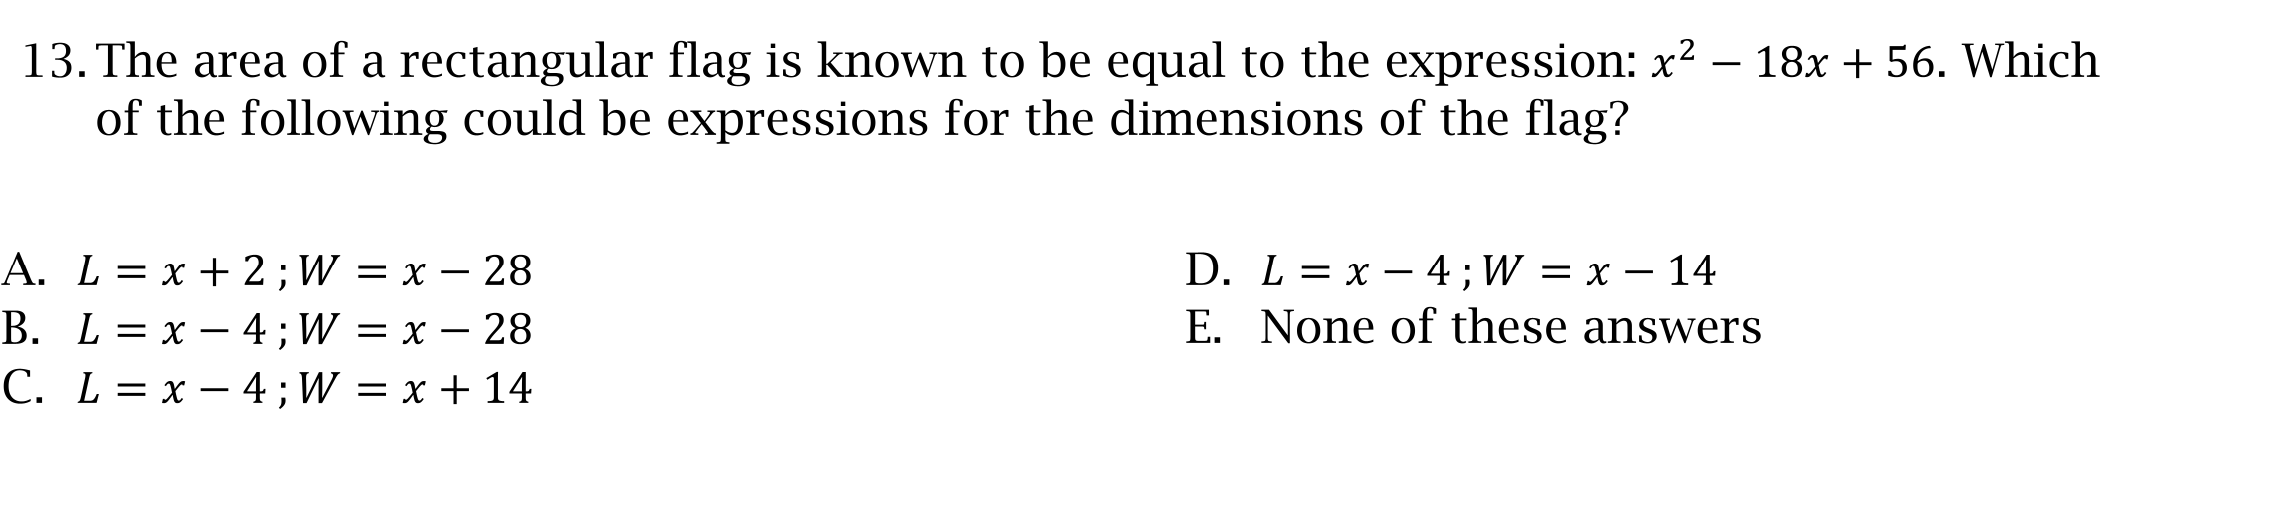 13. The area of a rectangular flag is known to be equal to the expression: x² − 18x + 56. Which
of the following could be expressions for the dimensions of the flag?
A. L = x + 2 ; W = x − 28
B. L = x − 4 ; W = x − 28
C. L = x − 4 ; W = x + 14
D. L = x − 4 ; W = x − 14
E. None of these answers